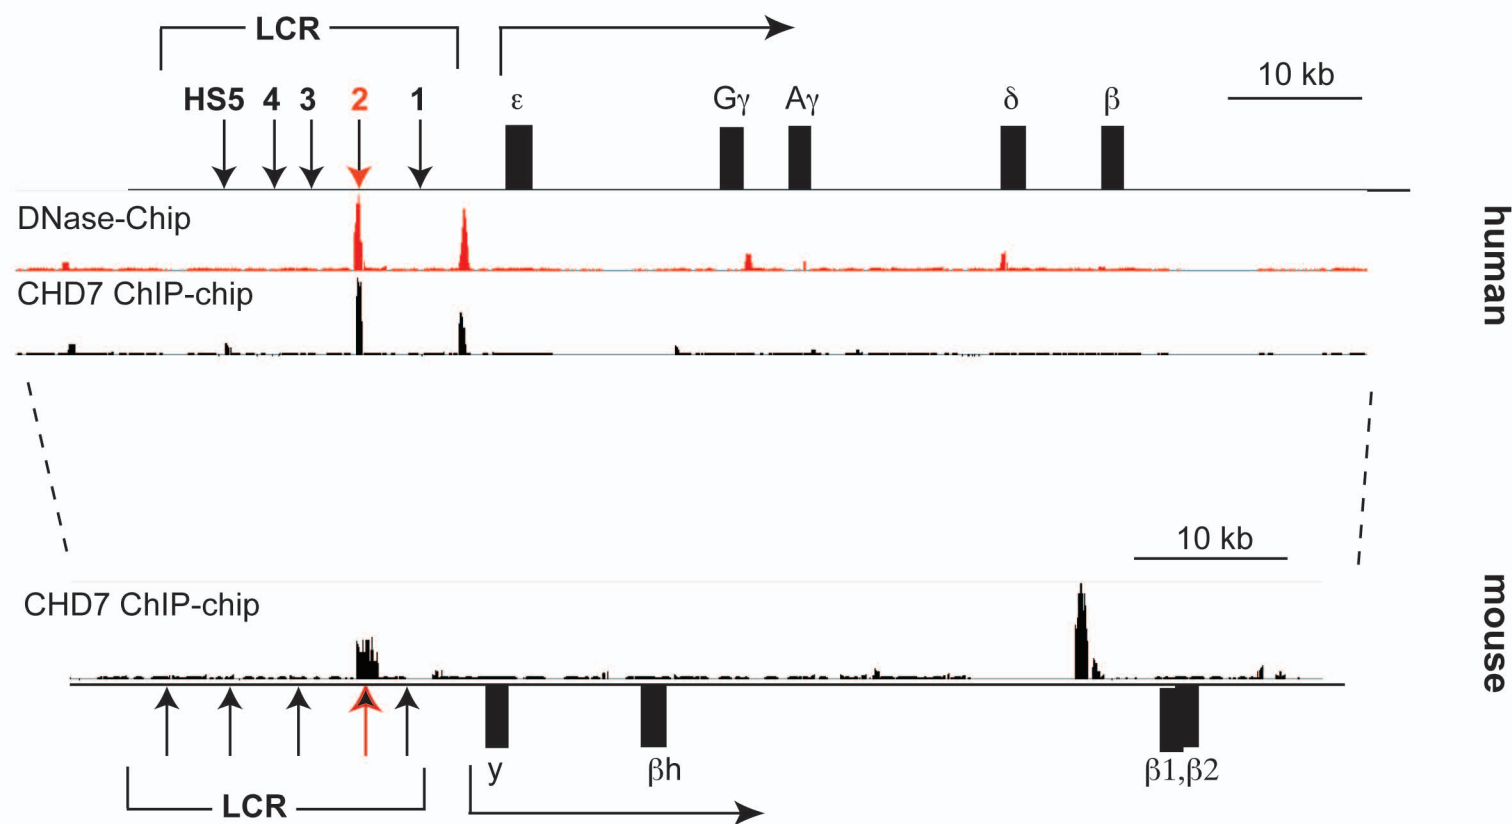 LCR
10 kb
HS5 4 3 2 1 ε Gγ Aγ δ β
DNase-Chip
CHD7 ChIP-chip
human
10 kb
CHD7 ChIP-chip
mouse
y βh β1,β2
LCR